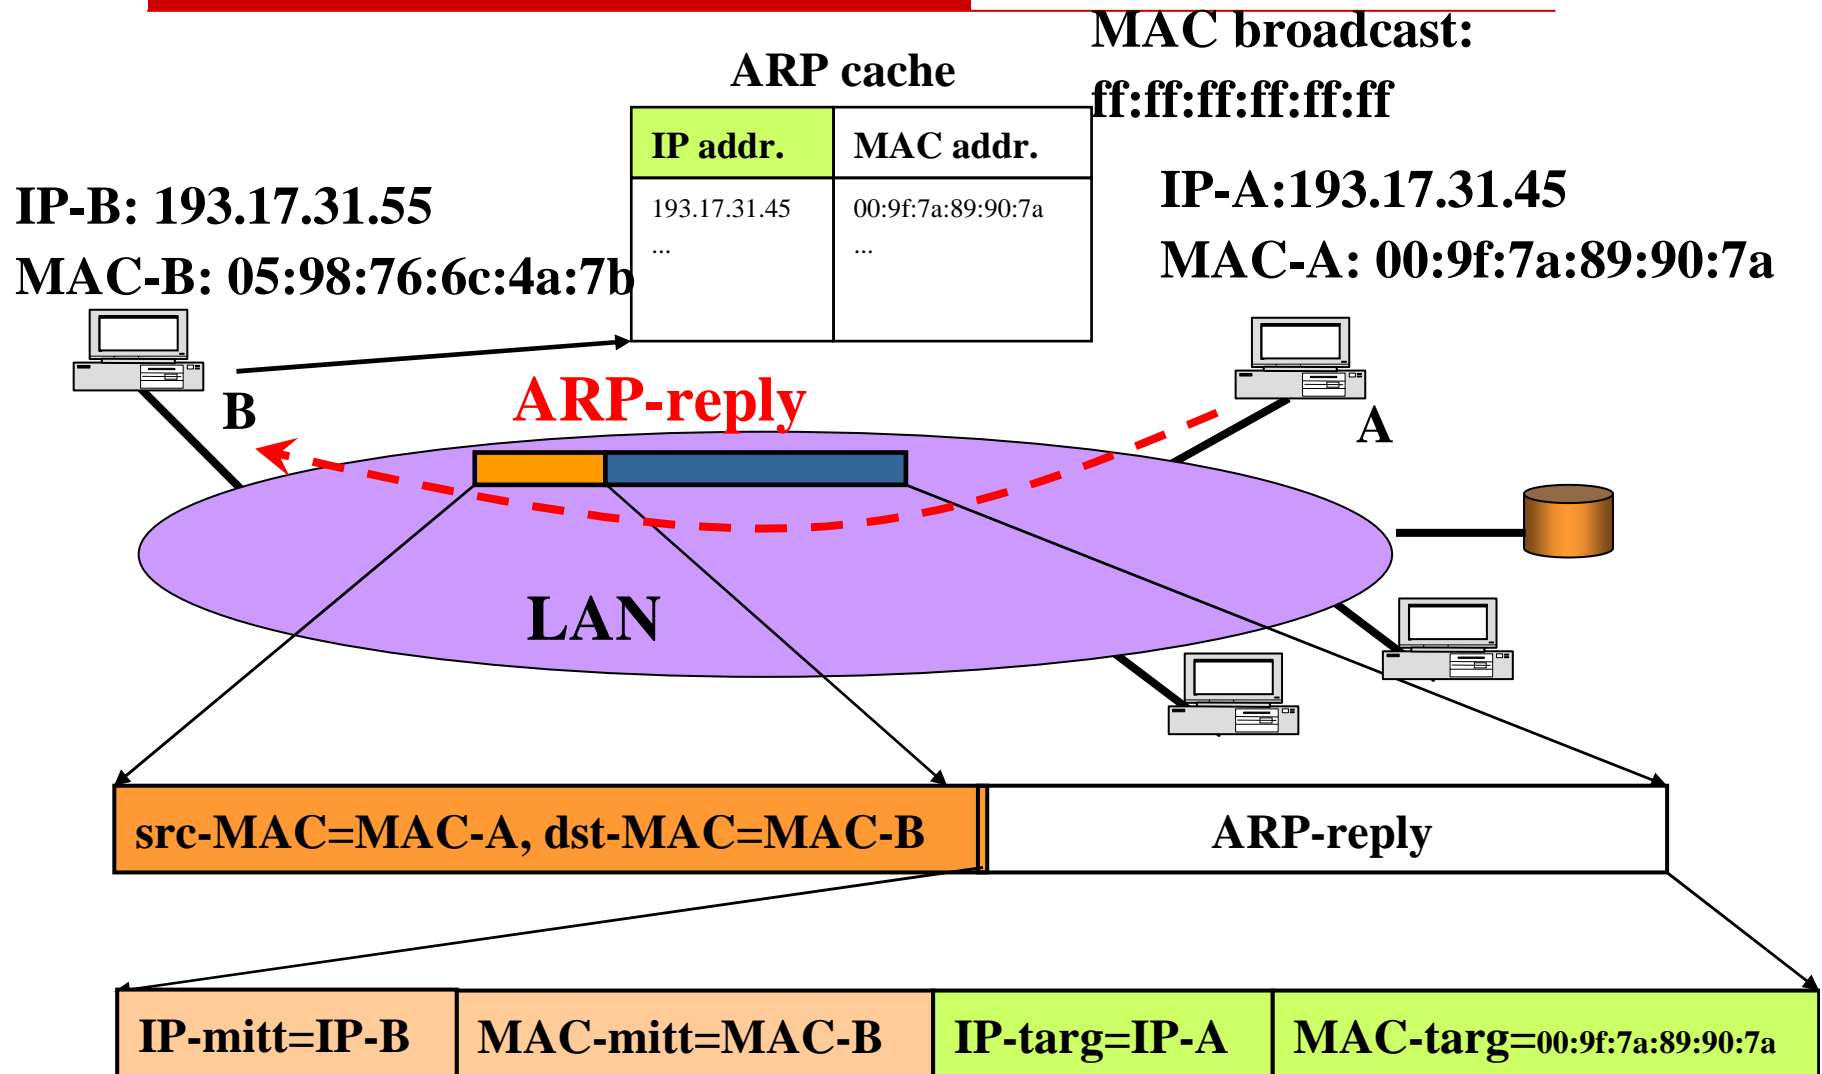 MAC broadcast:
ff:ff:ff:ff:ff:ff
ARP cache
IP addr.
MAC addr.
193.17.31.45
00:9f:7a:89:90:7a
...
...
IP-B: 193.17.31.55
MAC-B: 05:98:76:6c:4a:7b
IP-A:193.17.31.45
MAC-A: 00:9f:7a:89:90:7a
B
ARP-reply
A
LAN
src-MAC=MAC-A, dst-MAC=MAC-B
ARP-reply
IP-mitt=IP-B
MAC-mitt=MAC-B
IP-targ=IP-A
MAC-targ=00:9f:7a:89:90:7a